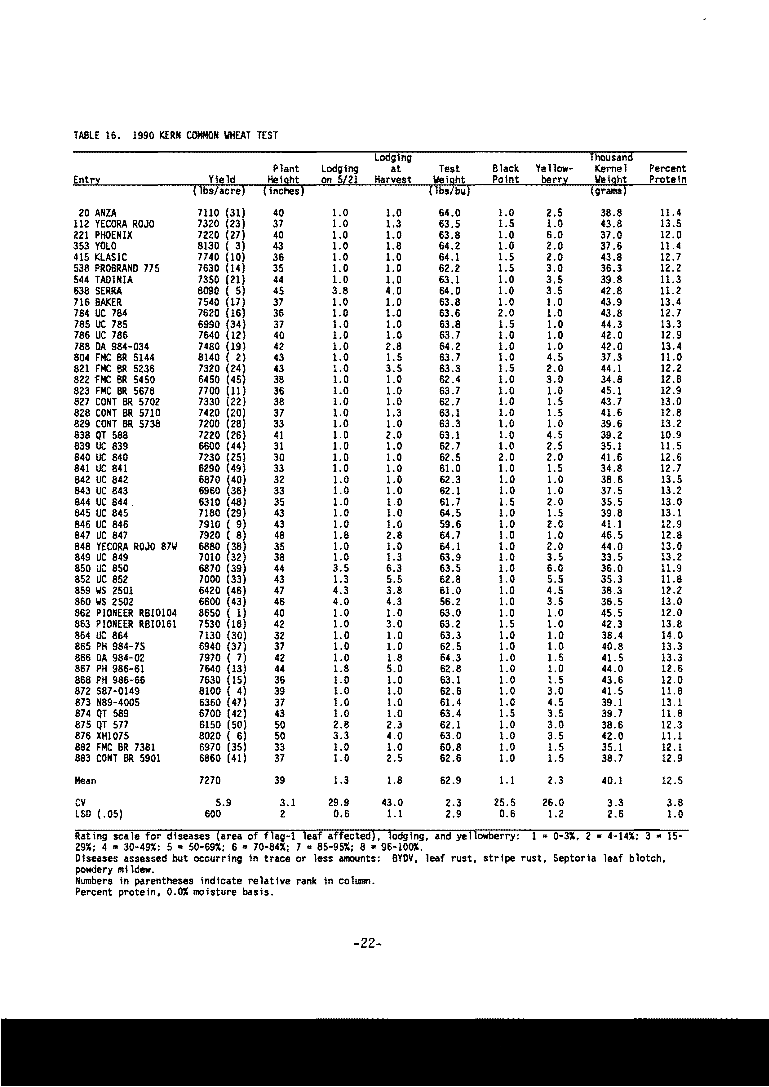 TABLE 16. 1990 KERN COMMON WHEAT TEST
Lodging Thousand
Plant Lodging at Test Black Yellow- Kernel Percent
Entry Yield Height on 5/21 Harvest Weight Point berry Weight Protein
(lbs/acre) (inches) (lbs/bu) (grams)
20 ANZA 7110 (31) 40 1.0 1.0 64.0 1.0 2.5 38.8 11.4
112 YECORA ROJO 7320 (23) 37 1.0 1.3 63.5 1.5 1.0 43.8 13.5
221 PHOENIX 7220 (27) 40 1.0 1.0 63.8 1.0 6.0 37.0 12.0
353 YOLO 8130 ( 3) 43 1.0 1.8 64.2 1.0 2.0 37.6 11.4
415 KLASIC 7740 (10) 36 1.0 1.0 64.1 1.5 2.0 43.8 12.7
538 PROBRAND 775 7630 (14) 35 1.0 1.0 62.2 1.5 3.0 36.3 12.2
544 TADINIA 7350 (21) 44 1.0 1.0 63.1 1.0 3.5 39.8 11.3
638 SERRA 8090 ( 5) 45 3.8 4.0 64.0 1.0 3.5 42.8 11.2
716 BAKER 7540 (17) 37 1.0 1.0 63.8 1.0 1.0 43.9 13.4
784 UC 784 7620 (16) 36 1.0 1.0 63.6 2.0 1.0 43.8 12.7
785 UC 785 6990 (34) 37 1.0 1.0 63.8 1.5 1.0 44.3 13.3
786 UC 786 7640 (12) 40 1.0 1.0 63.7 1.0 1.0 42.0 12.9
788 DA 984-034 7480 (19) 42 1.0 2.8 64.2 1.0 1.0 42.0 13.4
804 FMC BR 5144 8140 ( 2) 43 1.0 1.5 63.7 1.0 4.5 37.3 11.0
821 FMC BR 5236 7320 (24) 43 1.0 3.5 63.3 1.5 2.0 44.1 12.2
822 FMC BR 5450 6450 (45) 38 1.0 1.0 62.4 1.0 3.0 34.8 12.8
823 FMC BR 5678 7700 (11) 36 1.0 1.0 63.7 1.0 1.0 45.1 12.9
827 CONT BR 5702 7330 (22) 38 1.0 1.0 62.7 1.0 1.5 43.7 13.0
828 CONT BR 5710 7420 (20) 37 1.0 1.3 63.1 1.0 1.5 41.6 12.8
829 CONT BR 5738 7200 (28) 33 1.0 1.0 63.3 1.0 1.0 39.6 13.2
838 QT 588 7220 (26) 41 1.0 2.0 63.1 1.0 4.5 39.2 10.9
839 UC 839 6600 (44) 31 1.0 1.0 62.7 1.0 2.5 35.1 11.5
840 UC 840 7230 (25) 30 1.0 1.0 62.5 2.0 2.0 41.6 12.6
841 UC 841 6290 (49) 33 1.0 1.0 61.0 1.0 1.5 34.8 12.7
842 UC 842 6870 (40) 32 1.0 1.0 62.3 1.0 1.0 38.6 13.5
843 UC 843 6960 (36) 33 1.0 1.0 62.1 1.0 1.0 37.5 13.2
844 UC 844 6310 (48) 35 1.0 1.0 61.7 1.5 2.0 35.5 13.0
845 UC 845 7180 (29) 43 1.0 1.0 64.5 1.0 1.5 39.8 13.1
846 UC 846 7910 ( 9) 43 1.0 1.0 59.6 1.0 2.0 41.1 12.9
847 UC 847 7920 ( 8) 48 1.8 2.8 64.7 1.0 1.0 46.5 12.8
848 YECORA ROJO 87W 6880 (38) 35 1.0 1.0 64.1 1.0 2.0 44.0 13.0
849 UC 849 7010 (32) 38 1.0 1.3 63.9 1.0 1.0 33.5 13.2
850 UC 850 6870 (39) 44 3.5 6.3 63.5 1.0 6.0 36.0 11.9
852 UC 852 7000 (33) 43 1.3 5.5 62.8 1.0 5.5 35.3 11.8
859 WS 2501 6420 (46) 47 4.3 3.8 61.0 1.0 4.5 38.3 12.2
860 WS 2502 6600 (43) 46 4.0 4.3 56.2 1.0 3.5 36.5 13.0
862 PIONEER RBI0104 8650 ( 1) 40 1.0 1.0 63.0 1.0 1.0 45.5 12.0
863 PIONEER RBI0161 7530 (18) 42 1.0 3.0 63.2 1.5 1.0 42.3 13.8
864 UC 864 7130 (30) 32 1.0 1.0 63.3 1.0 1.0 38.4 14.0
865 PH 984-75 6940 (37) 37 1.0 1.0 62.5 1.0 1.0 40.8 13.3
866 DA 984-02 7970 ( 7) 42 1.0 1.8 64.3 1.0 1.5 41.5 13.3
867 PH 986-61 7640 (13) 44 1.8 5.0 62.8 1.0 1.0 44.0 12.6
868 PH 986-66 7630 (15) 36 1.0 1.0 63.1 1.0 1.5 43.6 12.0
872 S87-0149 8100 ( 4) 39 1.0 1.0 62.6 1.0 3.0 41.5 11.8
873 N89-4005 6360 (47) 37 1.0 1.0 61.4 1.0 4.5 39.1 13.1
874 QT 589 6700 (42) 43 1.0 1.0 63.4 1.5 3.5 39.7 11.8
875 QT 577 6150 (50) 50 2.8 2.3 62.1 1.0 3.0 38.6 12.3
876 XH1075 8020 ( 6) 50 3.3 4.0 63.0 1.0 3.5 42.0 11.1
882 FMC BR 7381 6970 (35) 33 1.0 1.0 60.8 1.0 1.5 35.1 12.1
883 CONT BR 5901 6860 (41) 37 1.0 2.5 62.6 1.0 1.5 38.7 12.9
Mean 7270 39 1.3 1.8 62.9 1.1 2.3 40.1 12.5
CV 5.9 3.1 29.9 43.0 2.3 25.5 26.0 3.3 3.8
LSD (.05) 600 2 0.6 1.1 2.9 0.6 1.2 2.6 1.0
Rating scale for diseases (area of flag-1 leaf affected), lodging, and yellowberry: 1 = 0-3%, 2 = 4-14%; 3 = 15-
29%; 4 = 30-49%; 5 = 50-69%; 6 = 70-84%; 7 = 85-95%; 8 = 96-100%.
Diseases assessed but occurring in trace or less amounts: BYDV, leaf rust, stripe rust, Septoria leaf blotch,
powdery mildew.
Numbers in parentheses indicate relative rank in column.
Percent protein, 0.0% moisture basis.
-22-